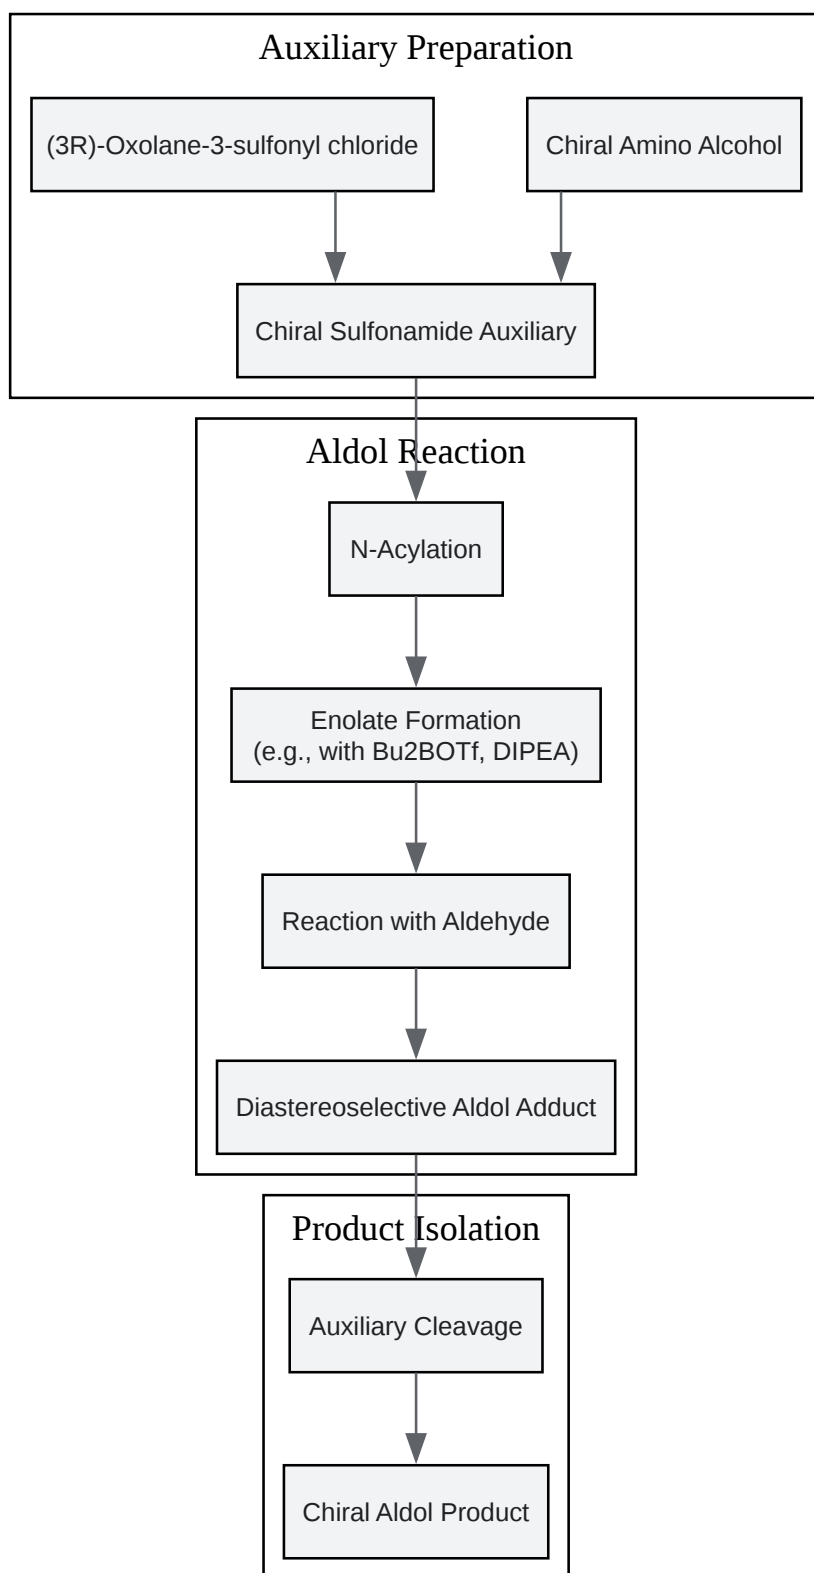 Auxiliary Preparation
(3R)-Oxolane-3-sulfonyl chloride
Chiral Amino Alcohol
Chiral Sulfonamide Auxiliary
Aldol Reaction
N-Acylation
Enolate Formation
(e.g., with Bu2BOTf, DIPEA)
Reaction with Aldehyde
Diastereoselective Aldol Adduct
Product Isolation
Auxiliary Cleavage
Chiral Aldol Product